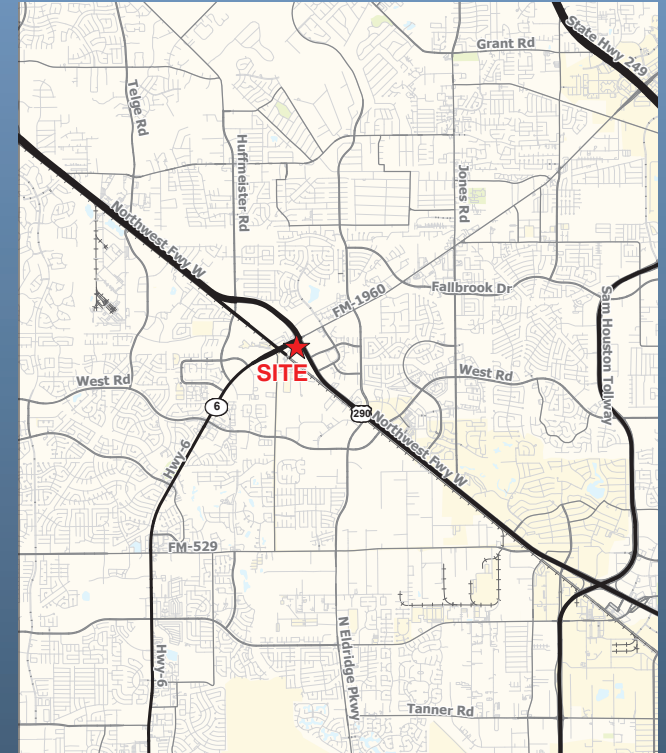 State Hwy 249
Grant Rd
Telge Rd
Huffmeister Rd
Jones Rd
Northwest Fwy W
FM-1960
Fallbrook Dr
Sam Houston Tollway
SITE
West Rd
West Rd
6
290
Northwest Fwy W
Hwy-6
FM-529
N Eldridge Pkwy
Hwy-6
Tanner Rd